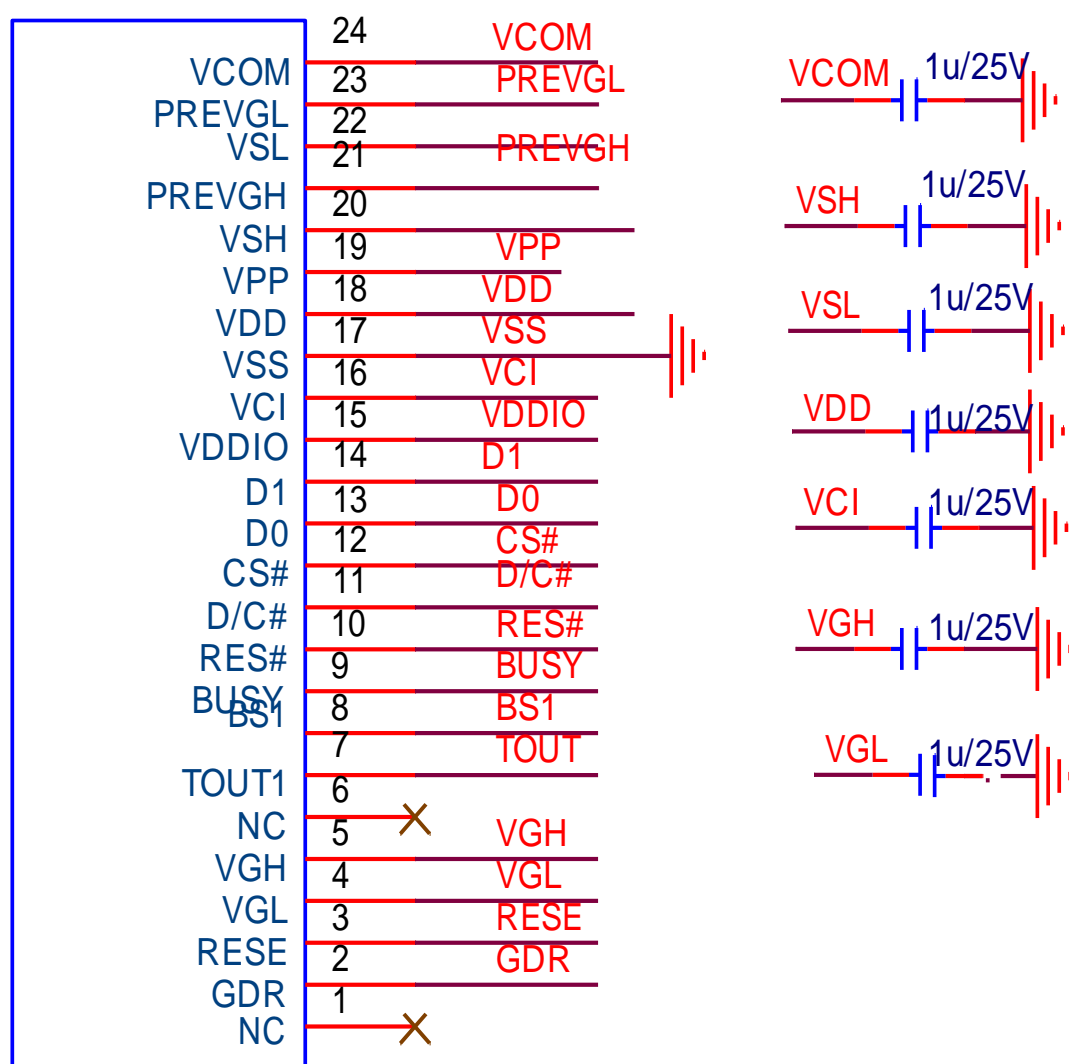 24 VCOM
VCOM 23 PREVGL
PREVGL 22
VSL 21 PREVGH
PREVGH 20
VSH 19 VPP
VPP 18 VDD
VDD 17 VSS
VSS 16 VCI
VCI 15 VDDIO
VDDIO 14 D1
D1 13 D0
D0 12 CS#
CS# 11 D/C#
D/C# 10 RES#
RES# 9 BUSY
BUSY
BS1 8 BS1
7 TOUT
TOUT1 6
NC 5 VGH
VGH 4 VGL
VGL 3 RESE
RESE 2 GDR
GDR 1
NC
VCOM 1u/25V
VSH 1u/25V
VSL 1u/25V
VDD 1u/25V
VCI 1u/25V
VGH 1u/25V
VGL 1u/25V